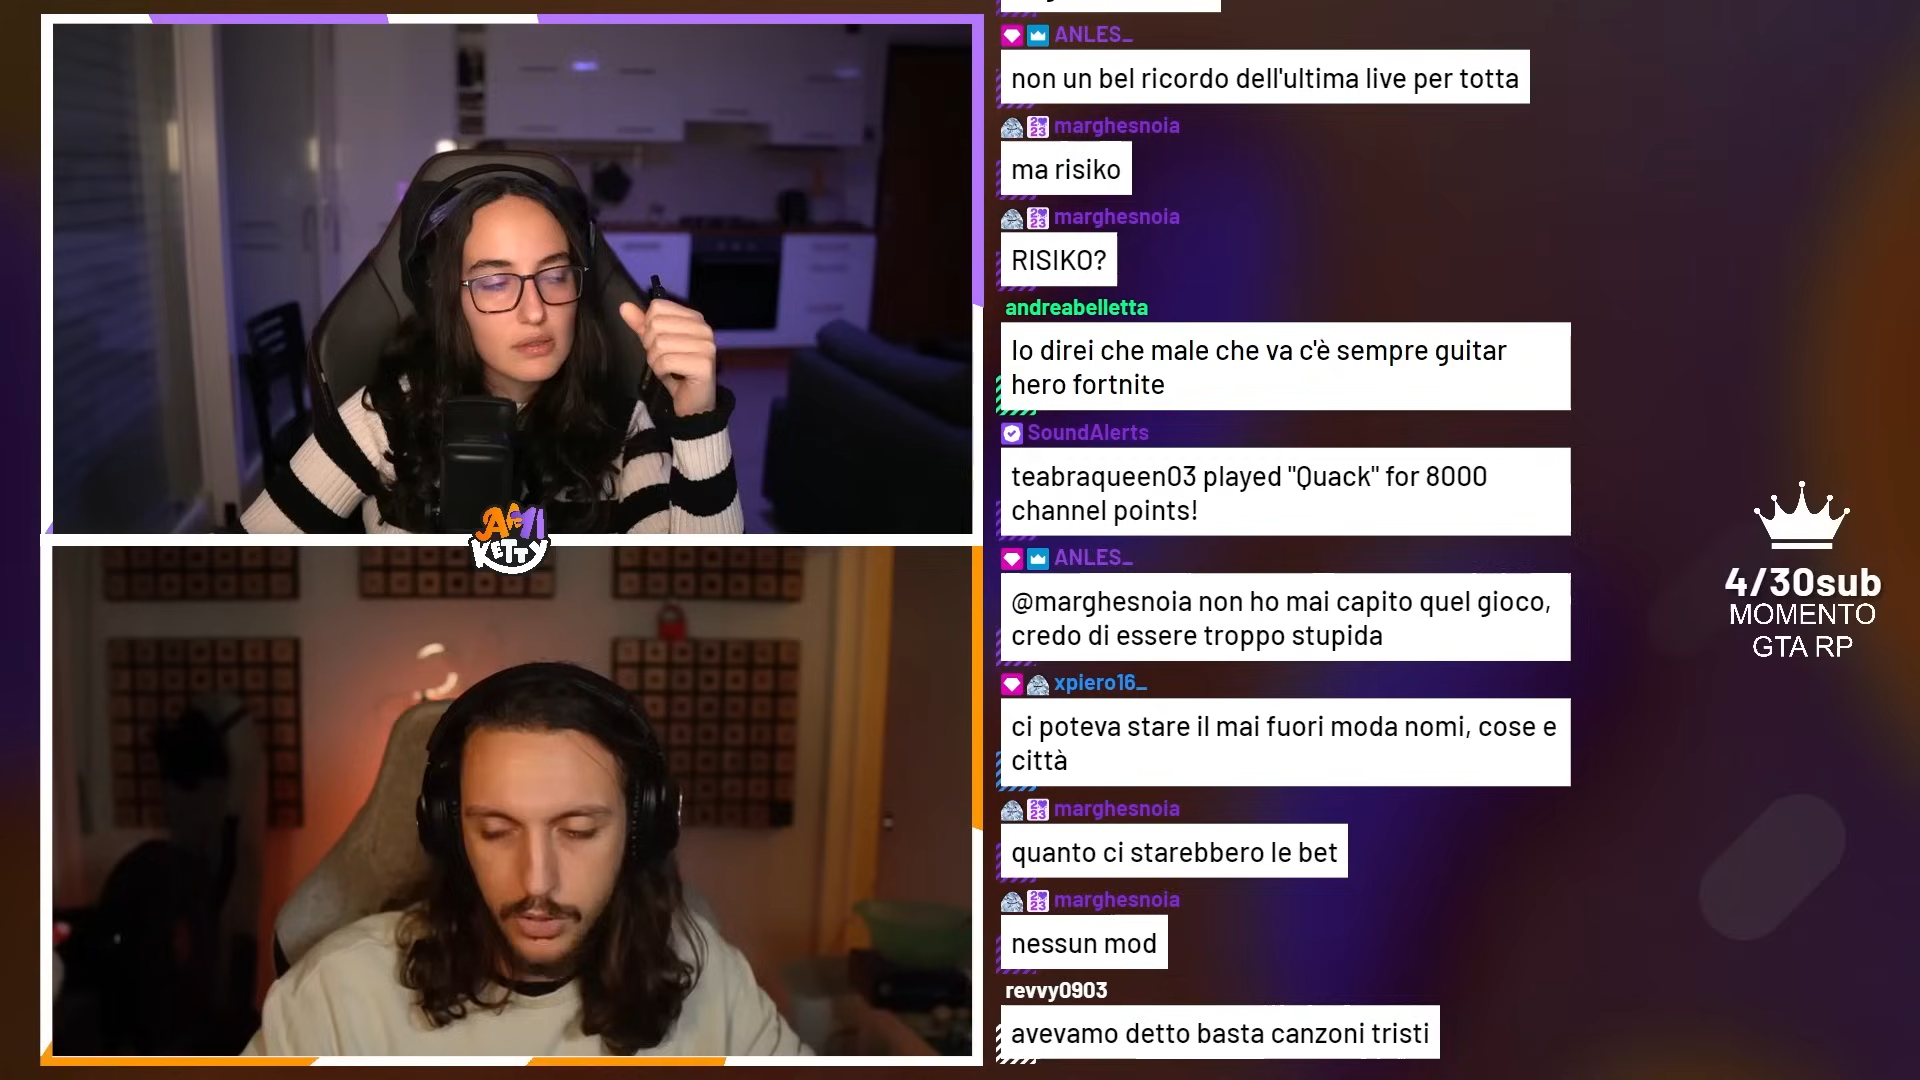 ANLES_
non un bel ricordo dell'ultima live per totta
marghesnoia
ma risiko
marghesnoia
RISIKO?
andreabelletta
Io direi che male che va c'è sempre guitar
hero fortnite
SoundAlerts
teabraqueen03 played "Quack" for 8000
channel points!
ANLES_
@marghesnoia non ho mai capito quel gioco,
credo di essere troppo stupida
xpiero16_
ci poteva stare il mai fuori moda nomi, cose e
città
marghesnoia
quanto ci starebbero le bet
marghesnoia
nessun mod
revvy0903
avevamo detto basta canzoni tristi
4/30sub
MOMENTO
GTA RP
KETTY